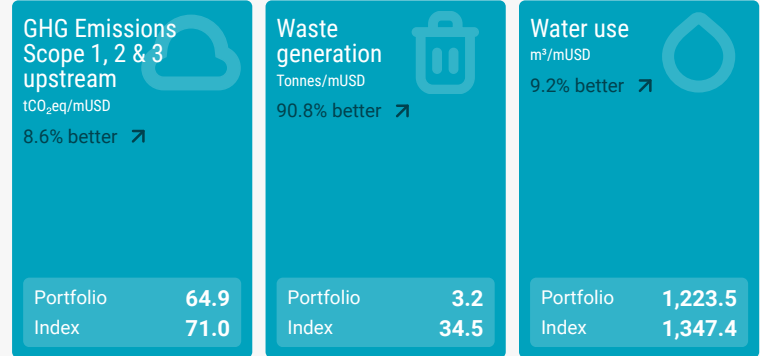 GHG Emissions
Scope 1, 2 & 3
upstream
tCO₂eq/mUSD
8.6% better
Portfolio 64.9
Index 71.0
Waste
generation
Tonnes/mUSD
90.8% better
Portfolio 3.2
Index 34.5
Water use
m³/mUSD
9.2% better
Portfolio 1,223.5
Index 1,347.4